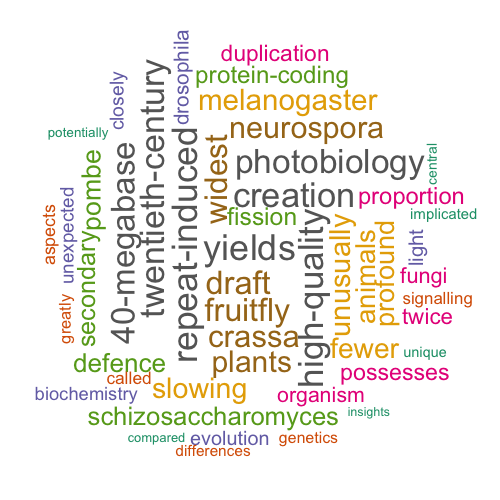 duplication
drosophila
protein-coding
closely
twentieth-century
melanogaster
potentially
neurospora
40-megabase
repeat-induced
widest
photobiology
central
secondary
pombe
unexpected
aspects
creation
proportion
fission
implicated
yields
high-quality
unusually
animals
profound
light
draft
fungi
greatly
fruitfly
signalling
crassa
twice
defence
plants
fewer
unique
called
possesses
biochemistry
slowing
organism
schizosaccharomyces
insights
compared
evolution
genetics
differences